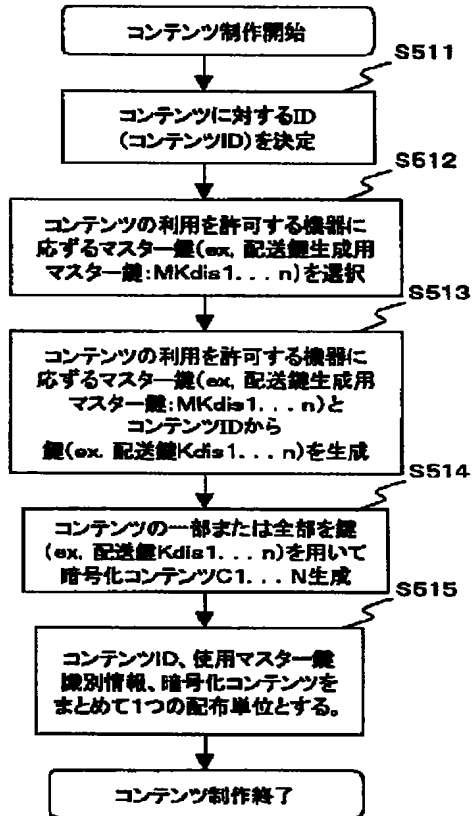 コンテンツ制作開始
S511
コンテンツに対するID
(コンテンツID)を決定
S512
コンテンツの利用を許可する機器に
応ずるマスター鍵(ex, 配送鍵生成用
マスター鍵:MKdis1...n)を選択
S513
コンテンツの利用を許可する機器に
応ずるマスター鍵(ex, 配送鍵生成用
マスター鍵:MKdis1...n)と
コンテンツIDから
鍵(ex. 配送鍵Kdis1...n)を生成
S514
コンテンツの一部または全部を鍵
(ex, 配送鍵Kdis1...n)を用いて
暗号化コンテンツC1...N生成
S515
コンテンツID、使用マスター鍵
識別情報、暗号化コンテンツを
まとめて1つの配布単位とする。
コンテンツ制作終了